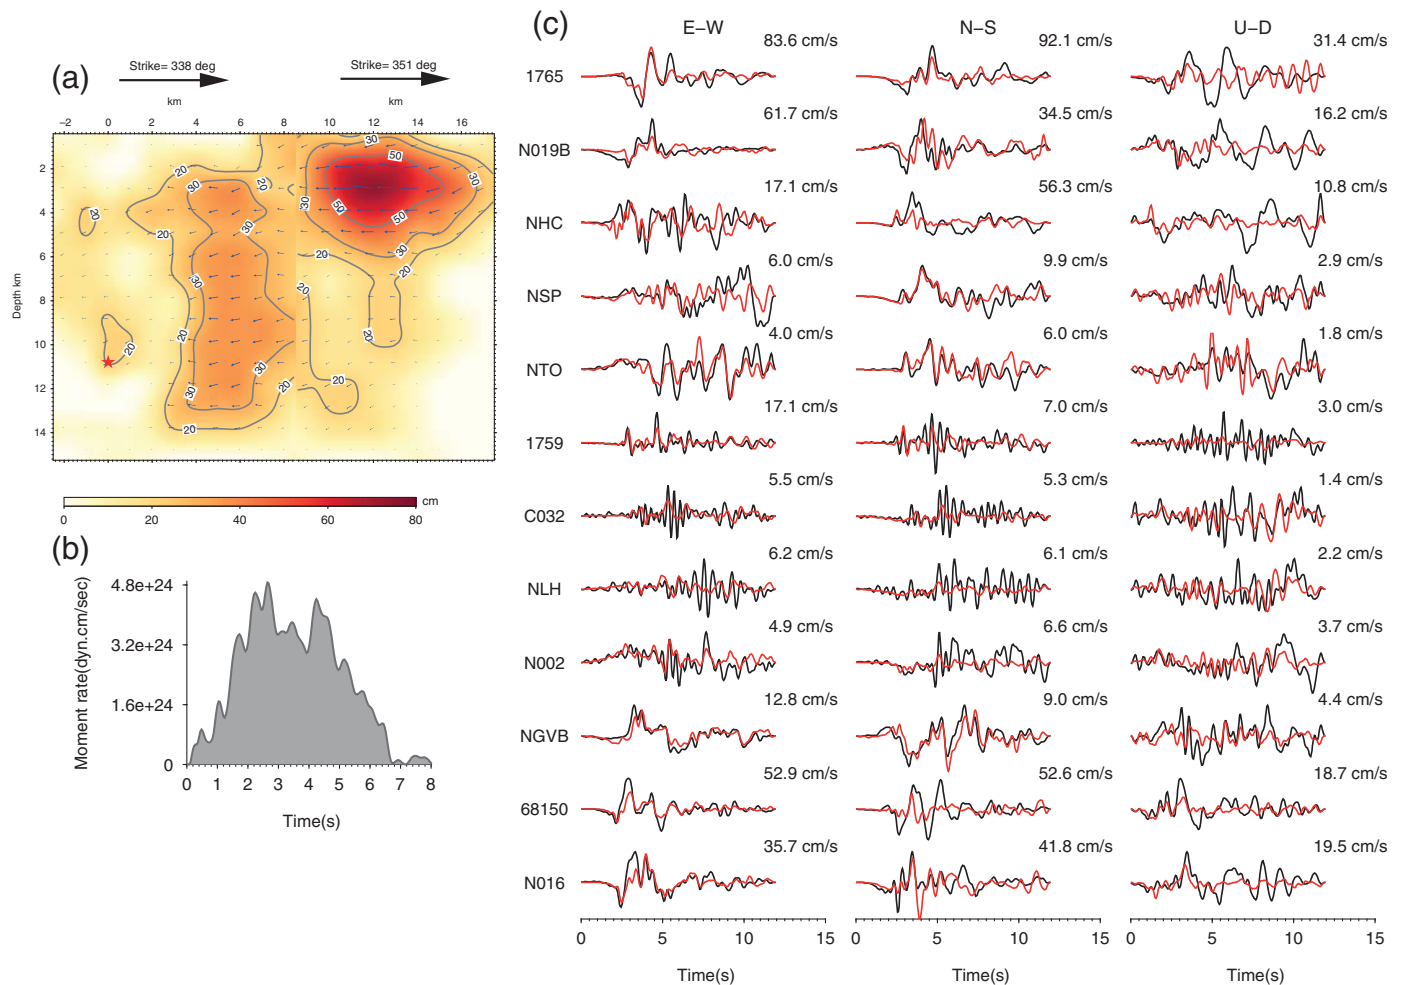 (a)
Strike= 338 deg
Strike= 351 deg
km
km
−2 0 2 4 6 8 10 12 14 16
Depth km
2
4
6
8
10
12
14
20
20
20
30
20
30
30
20
20
30
30
20
20
30
50
50
50
30
30
30
20
20
20
20
20
20
cm
0 20 40 60 80
(b)
Moment rate(dyn.cm/sec)
4.8e+24
3.2e+24
1.6e+24
0
0 1 2 3 4 5 6 7 8
Time(s)
(c)
E−W N−S U−D
83.6 cm/s 92.1 cm/s 31.4 cm/s
1765
61.7 cm/s 34.5 cm/s 16.2 cm/s
N019B
17.1 cm/s 56.3 cm/s 10.8 cm/s
NHC
6.0 cm/s 9.9 cm/s 2.9 cm/s
NSP
4.0 cm/s 6.0 cm/s 1.8 cm/s
NTO
17.1 cm/s 7.0 cm/s 3.0 cm/s
1759
5.5 cm/s 5.3 cm/s 1.4 cm/s
C032
6.2 cm/s 6.1 cm/s 2.2 cm/s
NLH
4.9 cm/s 6.6 cm/s 3.7 cm/s
N002
12.8 cm/s 9.0 cm/s 4.4 cm/s
NGVB
52.9 cm/s 52.6 cm/s 18.7 cm/s
68150
35.7 cm/s 41.8 cm/s 19.5 cm/s
N016
0 5 10 15 0 5 10 15 0 5 10 15
Time(s) Time(s) Time(s)